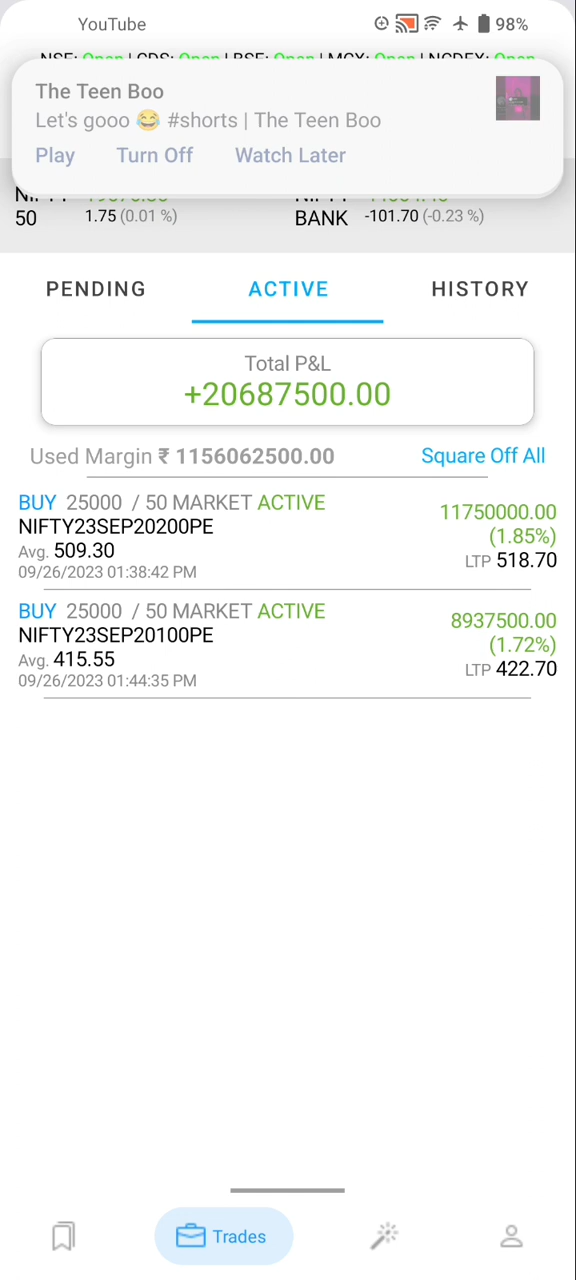 YouTube 98%
The Teen Boo
Let's gooo 😂 #shorts | The Teen Boo
Play Turn Off Watch Later
50 1.75 (0.01 %) BANK -101.70 (-0.23 %)
PENDING ACTIVE HISTORY
Total P&L
+20687500.00
Used Margin ₹ 1156062500.00 Square Off All
BUY 25000 / 50 MARKET ACTIVE 11750000.00
NIFTY23SEP20200PE (1.85%)
Avg. 509.30 LTP 518.70
09/26/2023 01:38:42 PM
BUY 25000 / 50 MARKET ACTIVE 8937500.00
NIFTY23SEP20100PE (1.72%)
Avg. 415.55 LTP 422.70
09/26/2023 01:44:35 PM
Trades